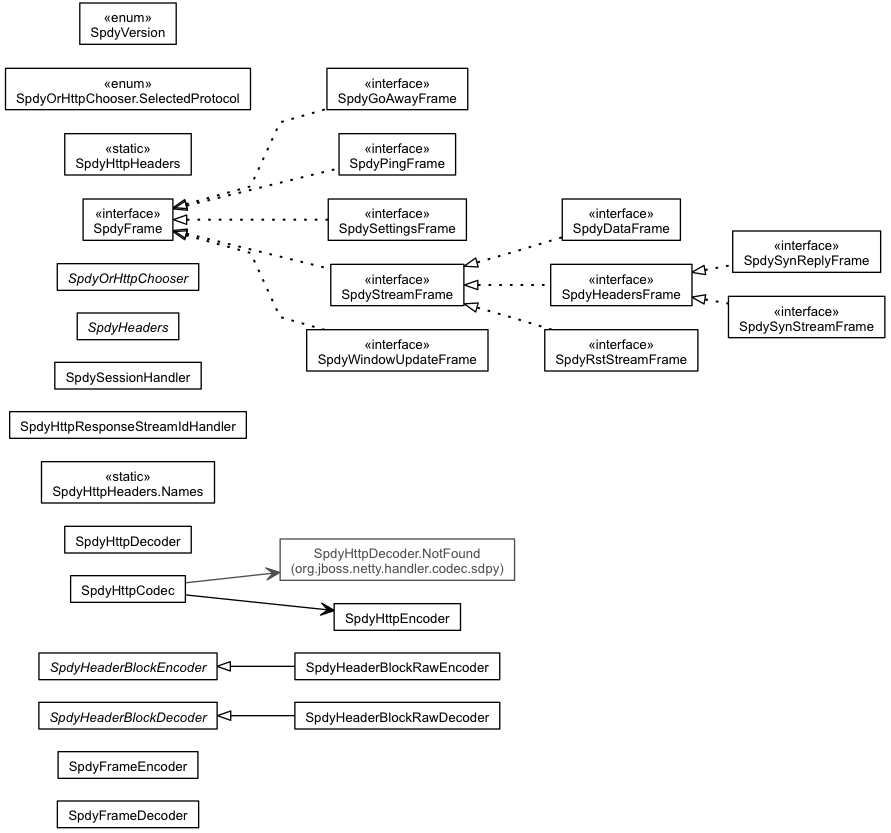 «enum»
SpdyVersion
«enum»
SpdyOrHttpChooser.SelectedProtocol
«interface»
SpdyGoAwayFrame
«static»
SpdyHttpHeaders
«interface»
SpdyPingFrame
«interface»
SpdyFrame
«interface»
SpdySettingsFrame
«interface»
SpdyDataFrame
«interface»
SpdySynReplyFrame
SpdyOrHttpChooser
«interface»
SpdyStreamFrame
«interface»
SpdyHeadersFrame
«interface»
SpdySynStreamFrame
SpdyHeaders
«interface»
SpdyWindowUpdateFrame
«interface»
SpdyRstStreamFrame
SpdySessionHandler
SpdyHttpResponseStreamIdHandler
«static»
SpdyHttpHeaders.Names
SpdyHttpDecoder
SpdyHttpDecoder.NotFound
(org.jboss.netty.handler.codec.sdpy)
SpdyHttpCodec
SpdyHttpEncoder
SpdyHeaderBlockEncoder
SpdyHeaderBlockRawEncoder
SpdyHeaderBlockDecoder
SpdyHeaderBlockRawDecoder
SpdyFrameEncoder
SpdyFrameDecoder